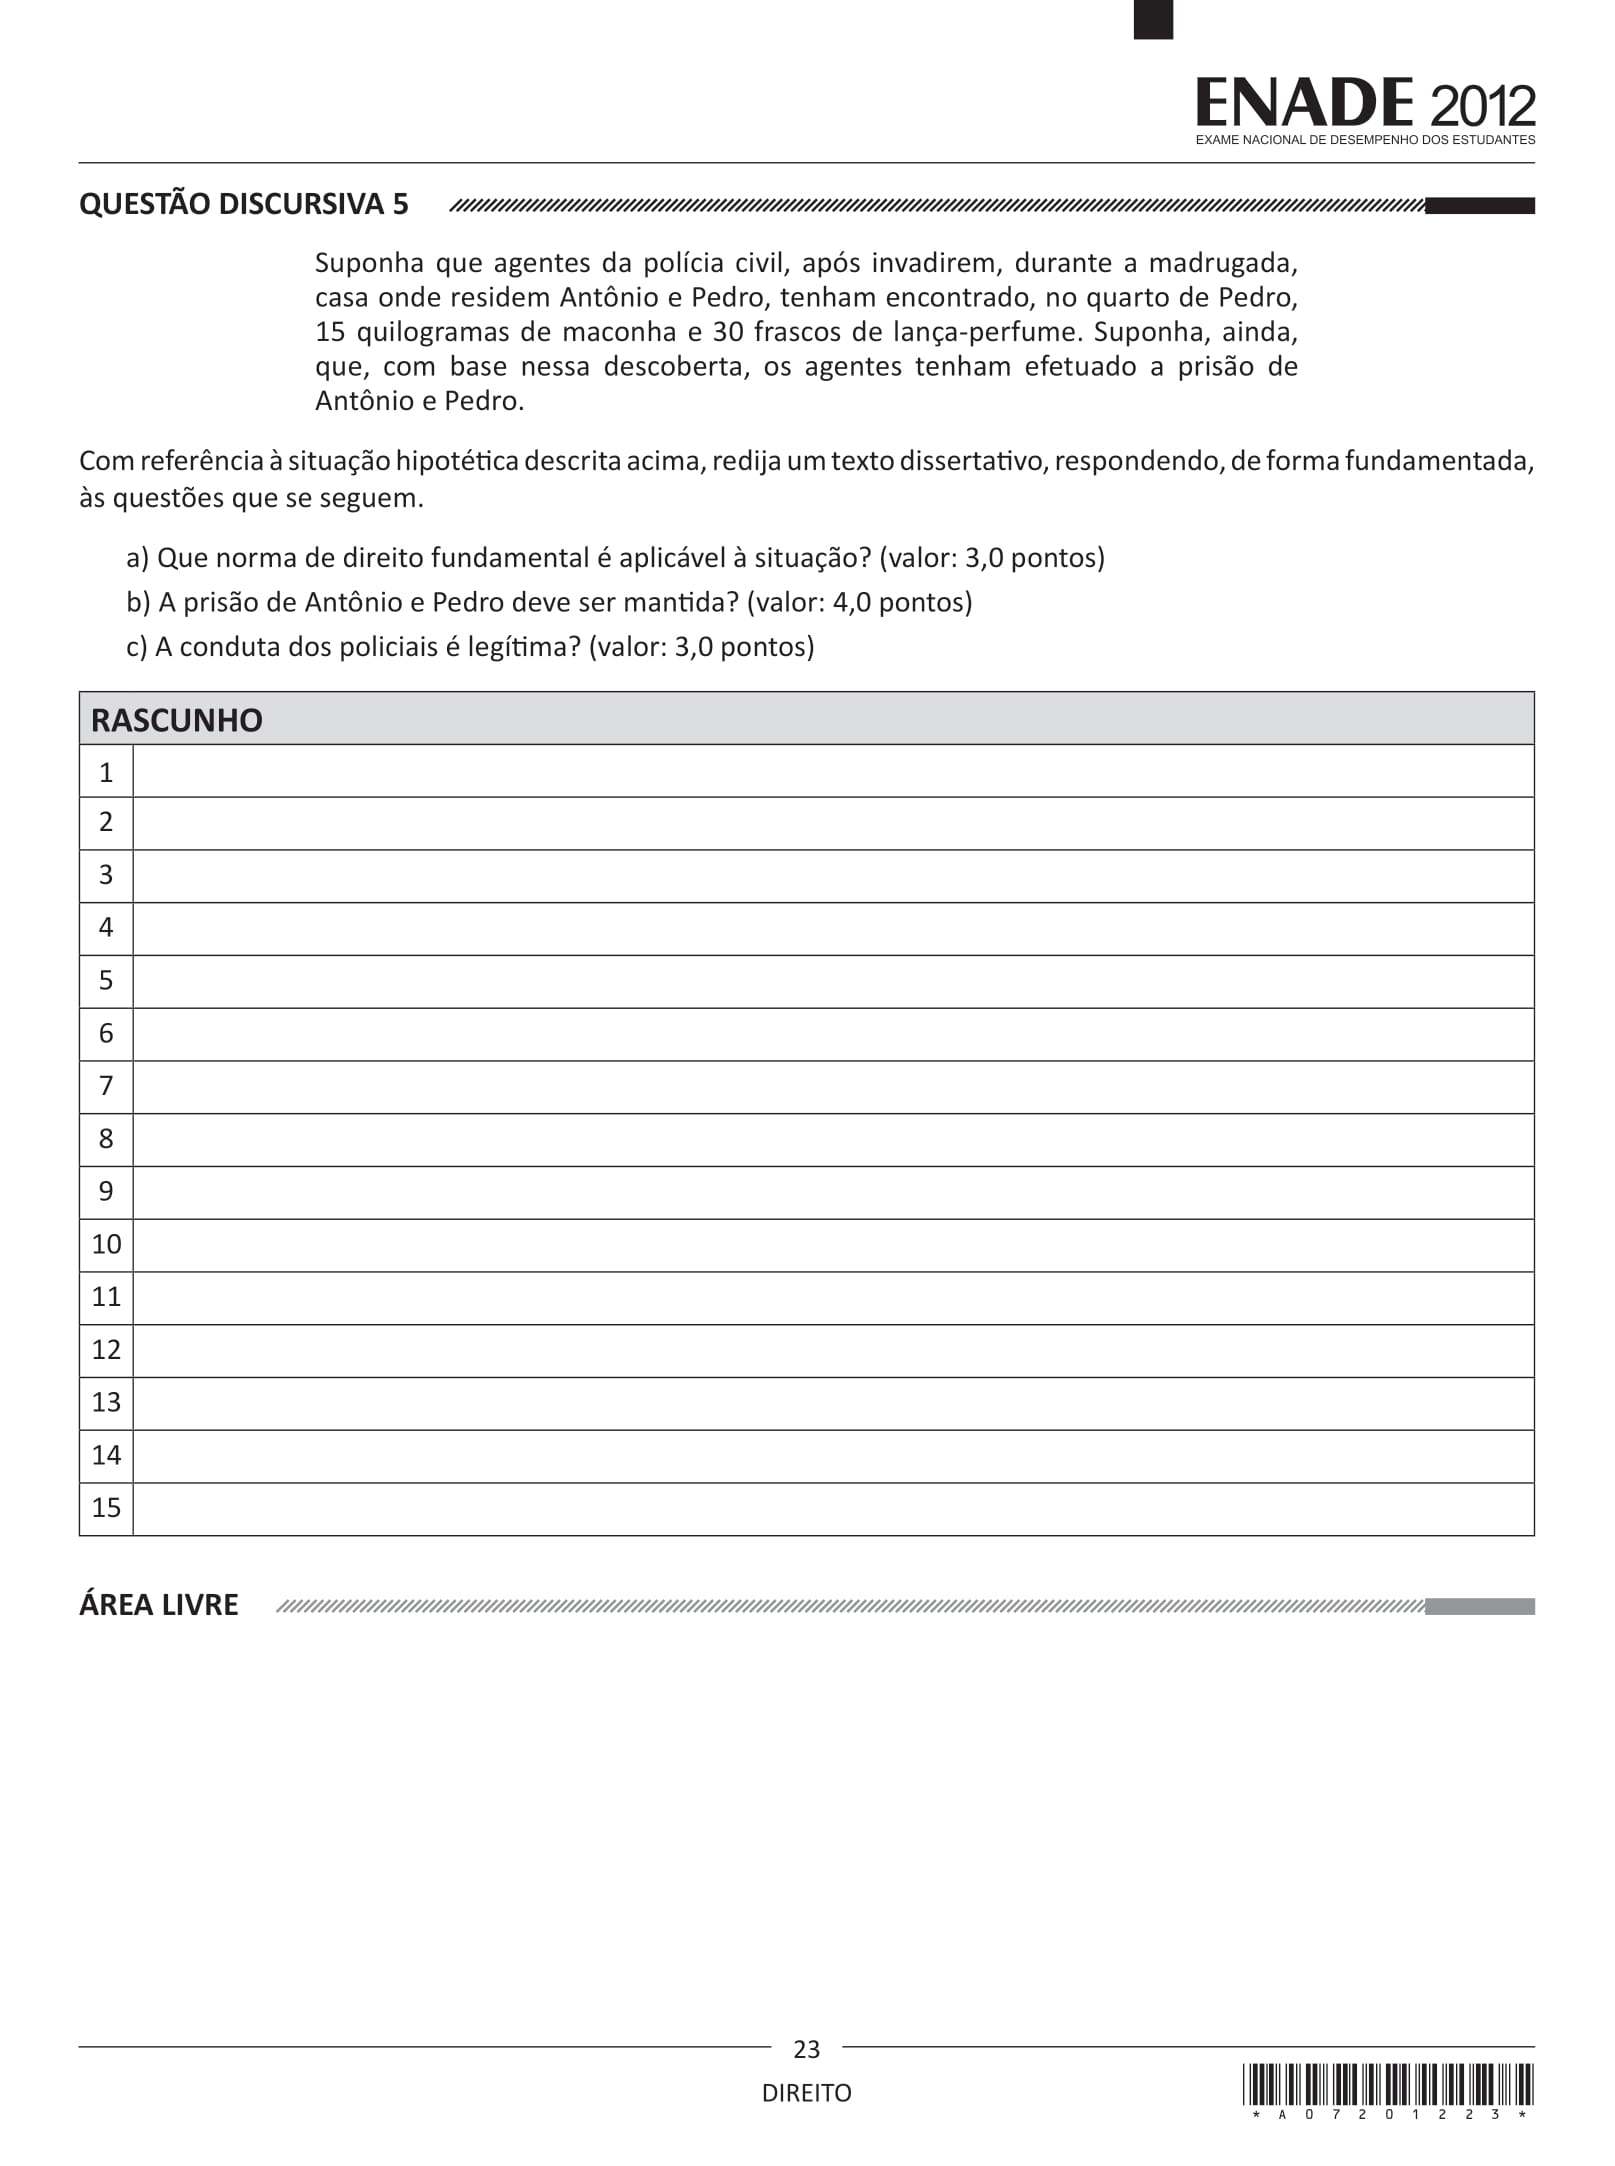 ENADE 2012
EXAME NACIONAL DE DESEMPENHO DOS ESTUDANTES
QUESTÃO DISCURSIVA 5
Suponha que agentes da polícia civil, após invadirem, durante a madrugada,
casa onde residem Antônio e Pedro, tenham encontrado, no quarto de Pedro,
15 quilogramas de maconha e 30 frascos de lança-perfume. Suponha, ainda,
que, com base nessa descoberta, os agentes tenham efetuado a prisão de
Antônio e Pedro.
Com referência à situação hipotética descrita acima, redija um texto dissertativo, respondendo, de forma fundamentada,
às questões que se seguem.
a) Que norma de direito fundamental é aplicável à situação? (valor: 3,0 pontos)
b) A prisão de Antônio e Pedro deve ser mantida? (valor: 4,0 pontos)
c) A conduta dos policiais é legítima? (valor: 3,0 pontos)
RASCUNHO
1
2
3
4
5
6
7
8
9
10
11
12
13
14
15
ÁREA LIVRE
23
DIREITO
* A 0 7 2 0 1 2 2 3 *